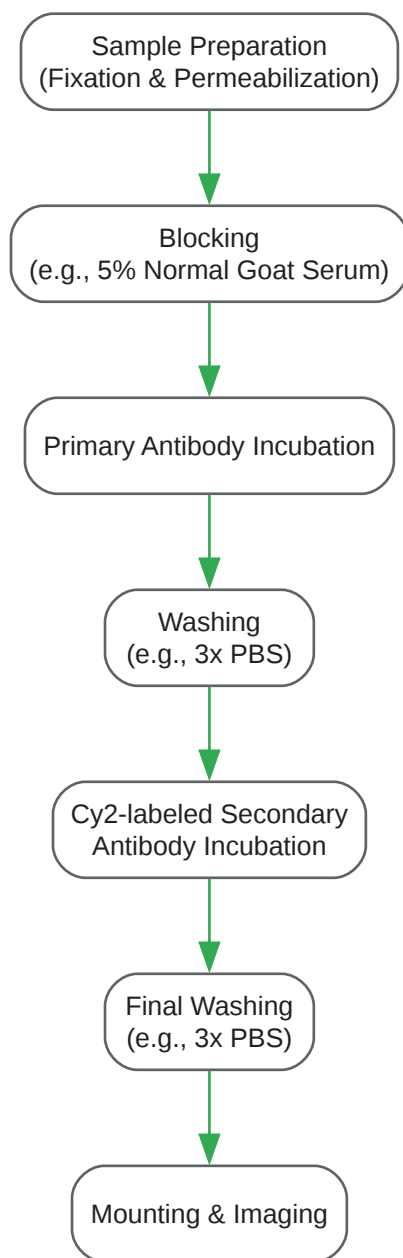 Sample Preparation
(Fixation & Permeabilization)
Blocking
(e.g., 5% Normal Goat Serum)
Primary Antibody Incubation
Washing
(e.g., 3x PBS)
Cy2-labeled Secondary
Antibody Incubation
Final Washing
(e.g., 3x PBS)
Mounting & Imaging